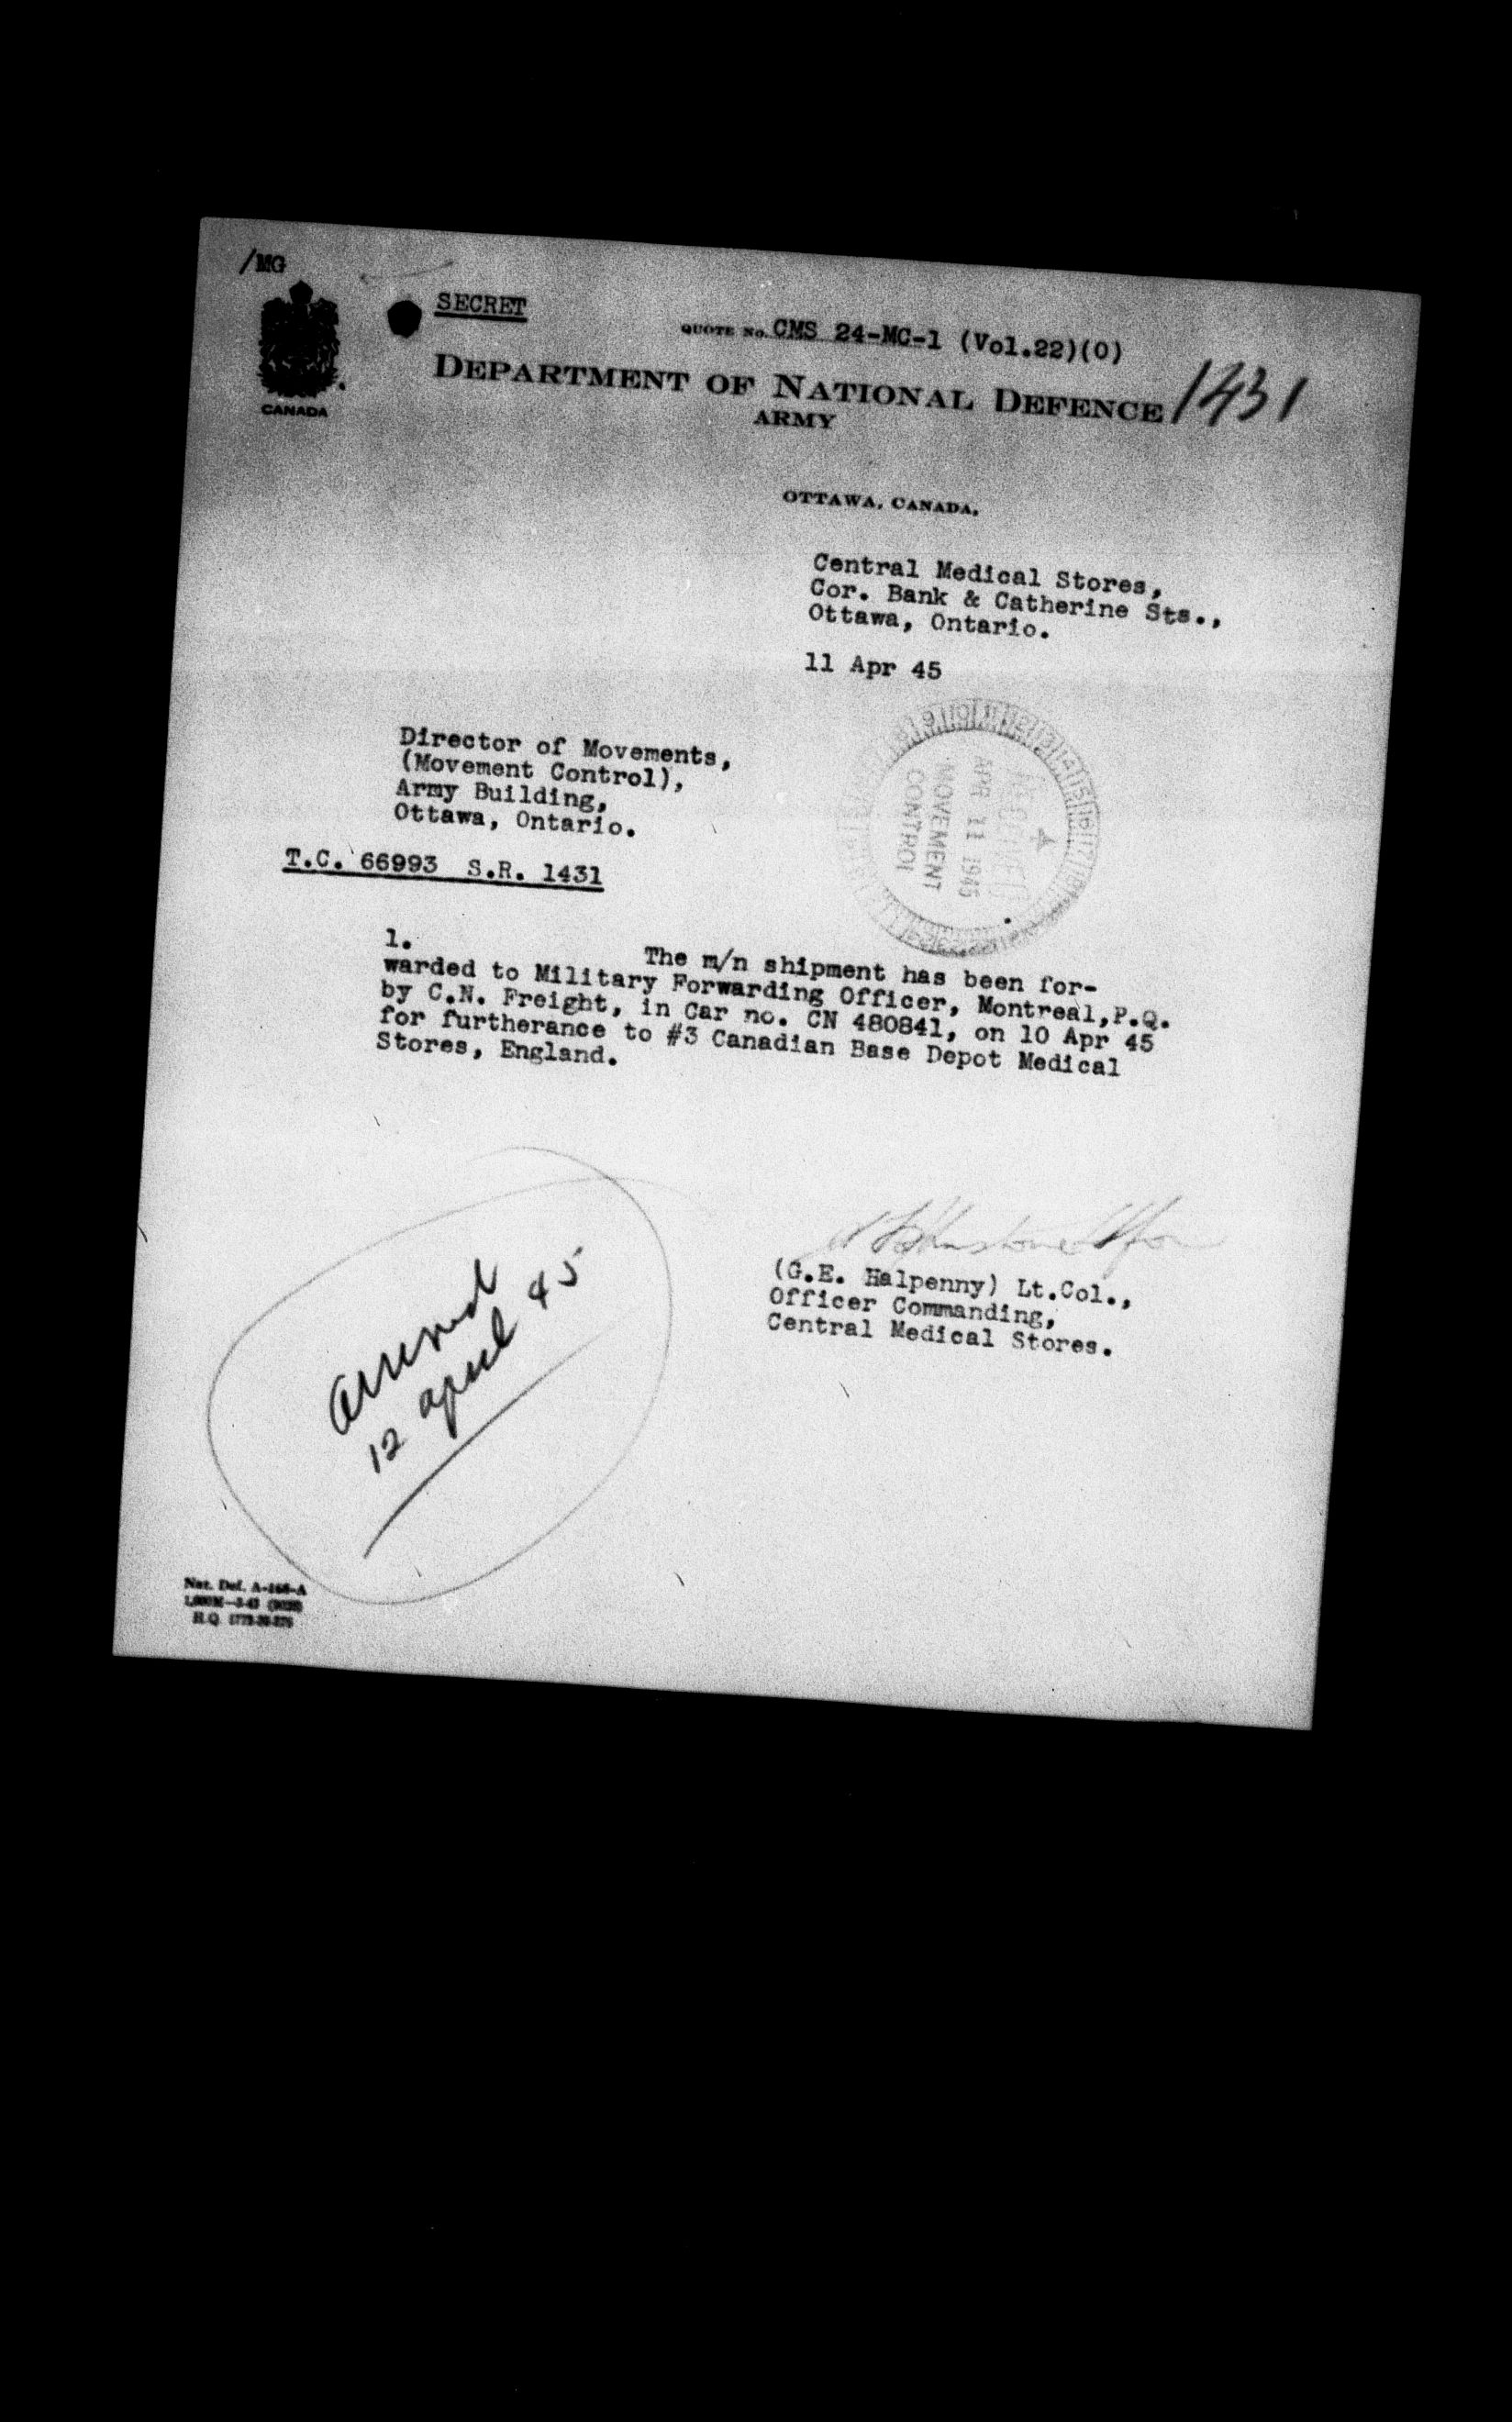 /MG
SECRET
QUOTE No. CMS 24-MC-1 (Vol.22)(O)
DEPARTMENT OF NATIONAL DEFENCE 1431
ARMY
CANADA
OTTAWA, CANADA,
Central Medical Stores,
Cor. Bank & Catherine Sts.,
Ottawa, Ontario.
11 Apr 45
Director of Movements,
(Movement Control),
Army Building,
Ottawa, Ontario.
APR 11 1945
MOVEMENT
CONTROL
T.C. 66993 S.R. 1431
1.
The m/n shipment has been for-
warded to Military Forwarding Officer, Montreal,P.Q.
by C.N. Freight, in Car no. CN 480841, on 10 Apr 45
for furtherance to #3 Canadian Base Depot Medical
Stores, England.
(G.E. Halpenny) Lt.Col.,
Officer Commanding,
Central Medical Stores.
Arrived
12 April 45
Nat. Def. A-
H.Q.